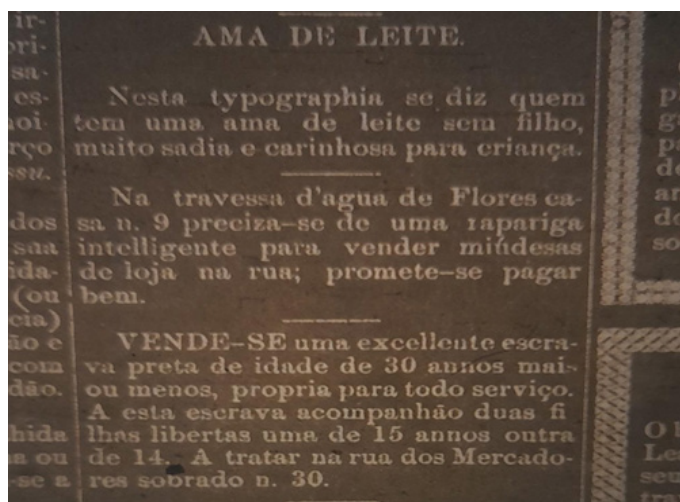 AMA DE LEITE.
Nesta typographia se diz quem
tem uma ama de leite sem filho,
muito sadia e carinhosa para criança.
Na travessa d'agua de Flores ca-
sa n. 9 preciza-se de uma rapariga
intelligente para vender miúdesas
de loja na rua; promete-se pagar
bem.
VENDE-SE uma excellente escra-
va preta de idade de 30 annos mai-
ou menos, propria para todo serviço.
A esta escrava acompanhão duas fi
lhas libertas uma de 15 annos outra
de 14. A tratar na rua dos Mercado-
res sobrado n. 30.